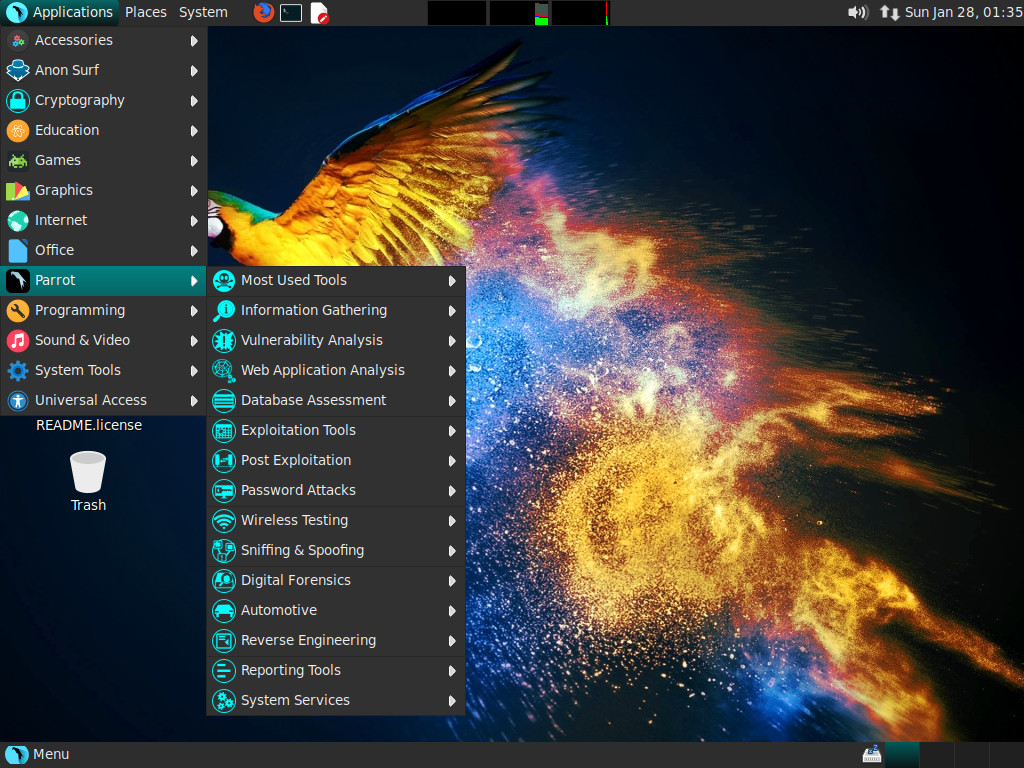 Applications Places System Sun Jan 28, 01:35
Accessories
Anon Surf
Cryptography
Education
Games
Graphics
Internet
Office
Parrot
Programming
Sound & Video
System Tools
Universal Access
Most Used Tools
Information Gathering
Vulnerability Analysis
Web Application Analysis
Database Assessment
Exploitation Tools
Post Exploitation
Password Attacks
Wireless Testing
Sniffing & Spoofing
Digital Forensics
Automotive
Reverse Engineering
Reporting Tools
System Services
README.license
Trash
Menu